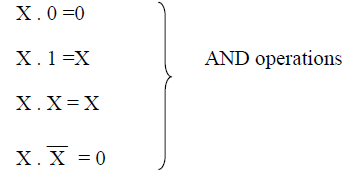 X . 0 =0
X . 1 =X
AND operations
X . X = X
X . X̅ = 0